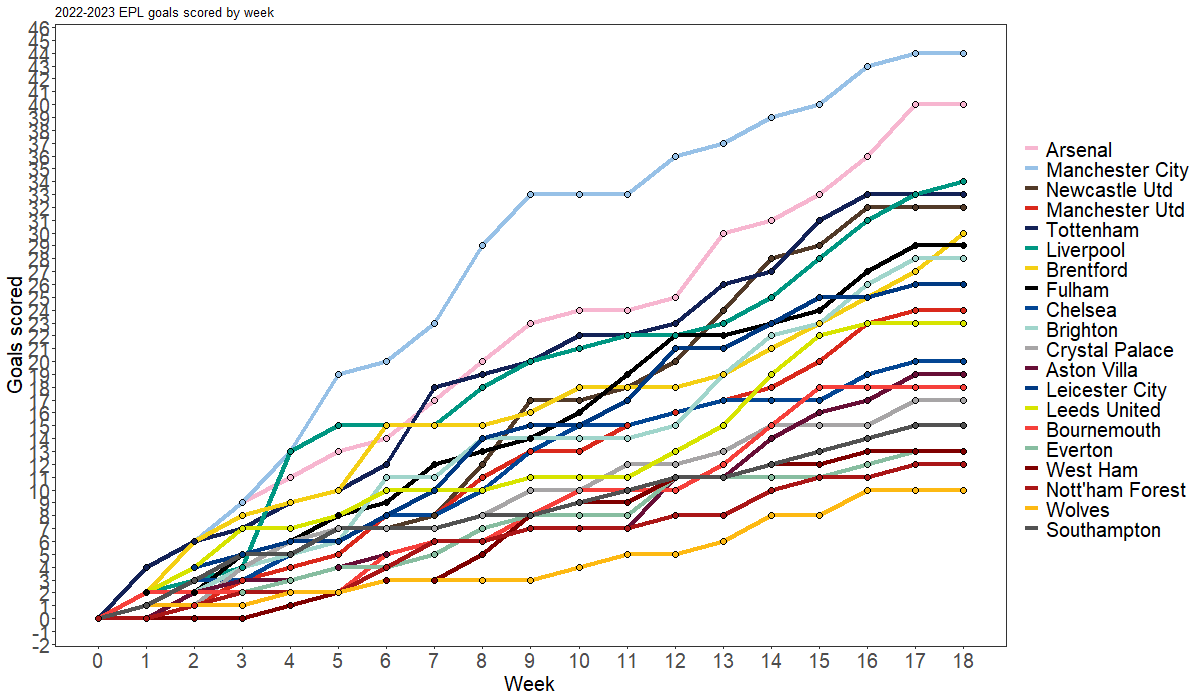 2022-2023 EPL goals scored by week
46
45
44
43
42
41
40
39
38
37
36
35
34
33
32
31
30
29
28
27
26
25
24
23
22
21
20
19
18
17
16
15
14
13
12
11
10
9
8
7
6
5
4
3
2
1
0
-1
-2
Goals scored
0 1 2 3 4 5 6 7 8 9 10 11 12 13 14 15 16 17 18
Week
Arsenal
Manchester City
Newcastle Utd
Manchester Utd
Tottenham
Liverpool
Brentford
Fulham
Chelsea
Brighton
Crystal Palace
Aston Villa
Leicester City
Leeds United
Bournemouth
Everton
West Ham
Nott'ham Forest
Wolves
Southampton